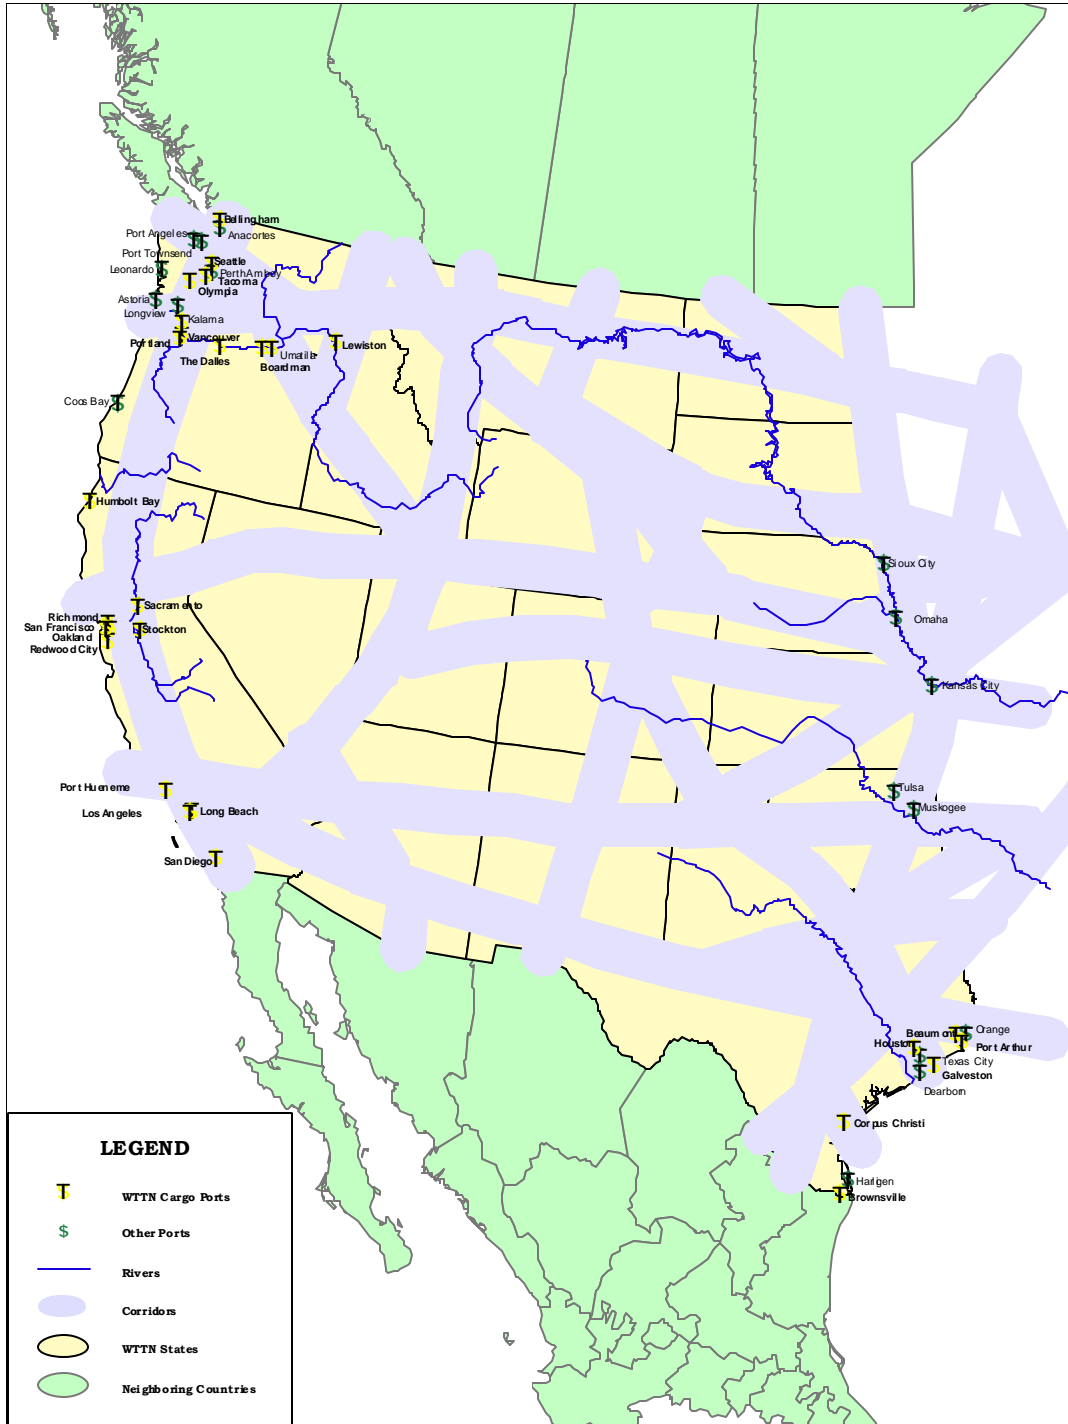 Bellingham
Port Angeles
Anacortes
Port Townsend
Seattle
Leonardo
Perth Amboy
Tacoma
Olympia
Astoria
Longview
Kalama
Vancouver
Portland
The Dalles
Umatilla
Boardman
Lewiston
Coos Bay
Humbolt Bay
Sioux City
Sacramento
Omaha
Richmond
San Francisco
Stockton
Oakland
Redwood City
Kansas City
Port Hueneme
Tulsa
Los Angeles
Long Beach
Muskogee
San Diego
Beaumont
Orange
Houston
Port Arthur
Texas City
Galveston
Dearborn
Corpus Christi
Harligen
Brownsville
LEGEND
WTTN Cargo Ports
$ Other Ports
Rivers
Corridors
WTTN States
Neighboring Countries